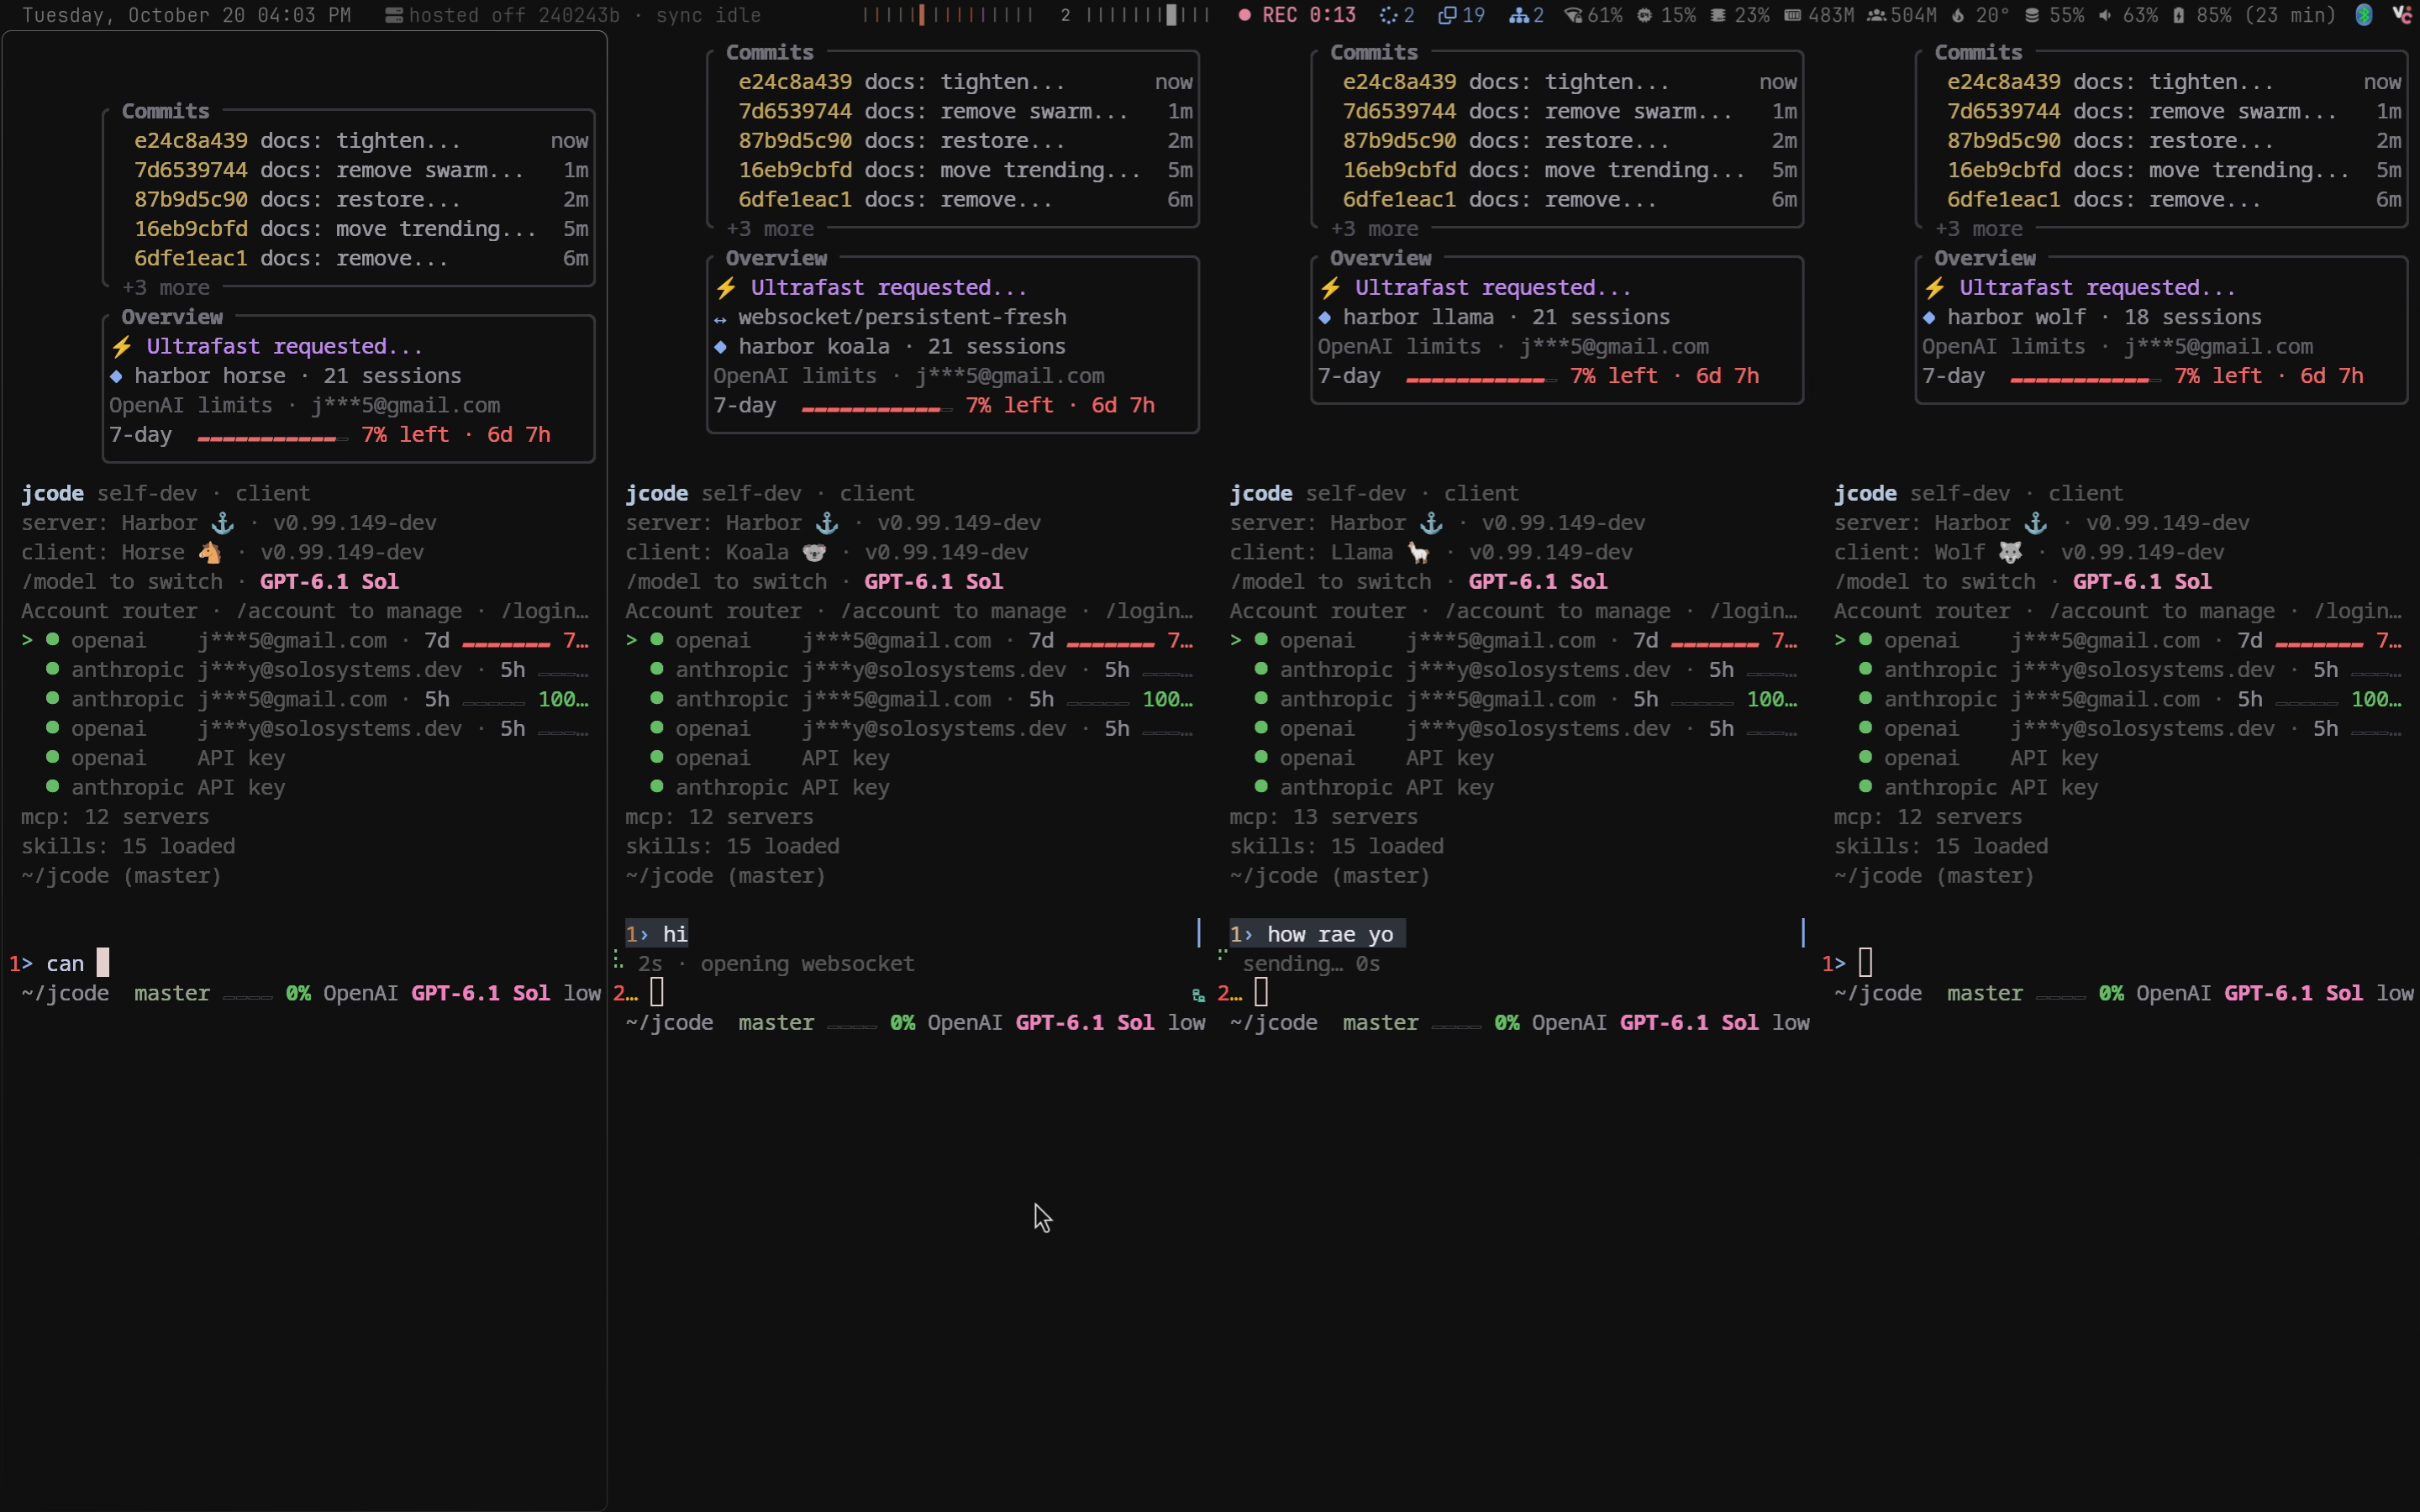 Tuesday, October 20 04:03 PM hosted off 240243b · sync idle 2 REC 0:13 2 19 2 61% 15% 23% 483M 504M 20° 55% 63% 85% (23 min)
Commits
e24c8a439 docs: tighten... now
7d6539744 docs: remove swarm... 1m
87b9d5c90 docs: restore... 2m
16eb9cbfd docs: move trending... 5m
6dfe1eac1 docs: remove... 6m
+3 more
Overview
⚡ Ultrafast requested...
◆ harbor horse · 21 sessions
OpenAI limits · j***5@gmail.com
7-day 7% left · 6d 7h
jcode self-dev · client
server: Harbor ⚓ · v0.99.149-dev
client: Horse 🐴 · v0.99.149-dev
/model to switch · GPT-6.1 Sol
Account router · /account to manage · /login…
> ● openai j***5@gmail.com · 7d 7…
● anthropic j***y@solosystems.dev · 5h …
● anthropic j***5@gmail.com · 5h 100…
● openai j***y@solosystems.dev · 5h …
● openai API key
● anthropic API key
mcp: 12 servers
skills: 15 loaded
~/jcode (master)
1> can
~/jcode master 0% OpenAI GPT-6.1 Sol low
Commits
e24c8a439 docs: tighten... now
7d6539744 docs: remove swarm... 1m
87b9d5c90 docs: restore... 2m
16eb9cbfd docs: move trending... 5m
6dfe1eac1 docs: remove... 6m
+3 more
Overview
⚡ Ultrafast requested...
↔ websocket/persistent-fresh
◆ harbor koala · 21 sessions
OpenAI limits · j***5@gmail.com
7-day 7% left · 6d 7h
jcode self-dev · client
server: Harbor ⚓ · v0.99.149-dev
client: Koala 🐨 · v0.99.149-dev
/model to switch · GPT-6.1 Sol
Account router · /account to manage · /login…
> ● openai j***5@gmail.com · 7d 7…
● anthropic j***y@solosystems.dev · 5h …
● anthropic j***5@gmail.com · 5h 100…
● openai j***y@solosystems.dev · 5h …
● openai API key
● anthropic API key
mcp: 12 servers
skills: 15 loaded
~/jcode (master)
1› hi
2s · opening websocket
2…
~/jcode master 0% OpenAI GPT-6.1 Sol low
Commits
e24c8a439 docs: tighten... now
7d6539744 docs: remove swarm... 1m
87b9d5c90 docs: restore... 2m
16eb9cbfd docs: move trending... 5m
6dfe1eac1 docs: remove... 6m
+3 more
Overview
⚡ Ultrafast requested...
◆ harbor llama · 21 sessions
OpenAI limits · j***5@gmail.com
7-day 7% left · 6d 7h
jcode self-dev · client
server: Harbor ⚓ · v0.99.149-dev
client: Llama 🦙 · v0.99.149-dev
/model to switch · GPT-6.1 Sol
Account router · /account to manage · /login…
> ● openai j***5@gmail.com · 7d 7…
● anthropic j***y@solosystems.dev · 5h …
● anthropic j***5@gmail.com · 5h 100…
● openai j***y@solosystems.dev · 5h …
● openai API key
● anthropic API key
mcp: 13 servers
skills: 15 loaded
~/jcode (master)
1› how rae yo
sending… 0s
2…
~/jcode master 0% OpenAI GPT-6.1 Sol low
Commits
e24c8a439 docs: tighten... now
7d6539744 docs: remove swarm... 1m
87b9d5c90 docs: restore... 2m
16eb9cbfd docs: move trending... 5m
6dfe1eac1 docs: remove... 6m
+3 more
Overview
⚡ Ultrafast requested...
◆ harbor wolf · 18 sessions
OpenAI limits · j***5@gmail.com
7-day 7% left · 6d 7h
jcode self-dev · client
server: Harbor ⚓ · v0.99.149-dev
client: Wolf 🐺 · v0.99.149-dev
/model to switch · GPT-6.1 Sol
Account router · /account to manage · /login…
> ● openai j***5@gmail.com · 7d 7…
● anthropic j***y@solosystems.dev · 5h …
● anthropic j***5@gmail.com · 5h 100…
● openai j***y@solosystems.dev · 5h …
● openai API key
● anthropic API key
mcp: 12 servers
skills: 15 loaded
~/jcode (master)
1>
~/jcode master 0% OpenAI GPT-6.1 Sol low